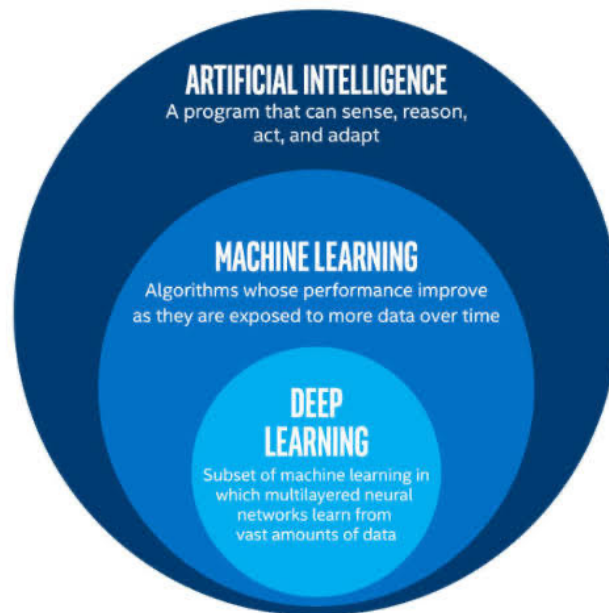 ARTIFICIAL INTELLIGENCE
A program that can sense, reason,
act, and adapt
MACHINE LEARNING
Algorithms whose performance improve
as they are exposed to more data over time
DEEP
LEARNING
Subset of machine learning in
which multilayered neural
networks learn from
vast amounts of data